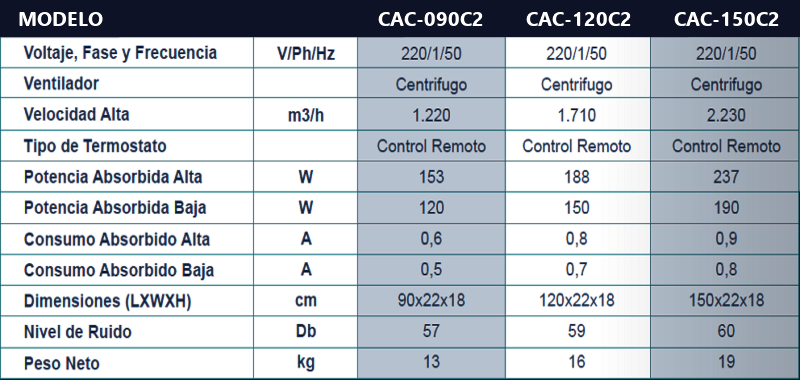 MODELO CAC-090C2 CAC-120C2 CAC-150C2
Voltaje, Fase y Frecuencia V/Ph/Hz 220/1/50 220/1/50 220/1/50
Ventilador Centrifugo Centrifugo Centrifugo
Velocidad Alta m3/h 1.220 1.710 2.230
Tipo de Termostato Control Remoto Control Remoto Control Remoto
Potencia Absorbida Alta W 153 188 237
Potencia Absorbida Baja W 120 150 190
Consumo Absorbido Alta A 0,6 0,8 0,9
Consumo Absorbido Baja A 0,5 0,7 0,8
Dimensiones (LXWXH) cm 90x22x18 120x22x18 150x22x18
Nivel de Ruido Db 57 59 60
Peso Neto kg 13 16 19